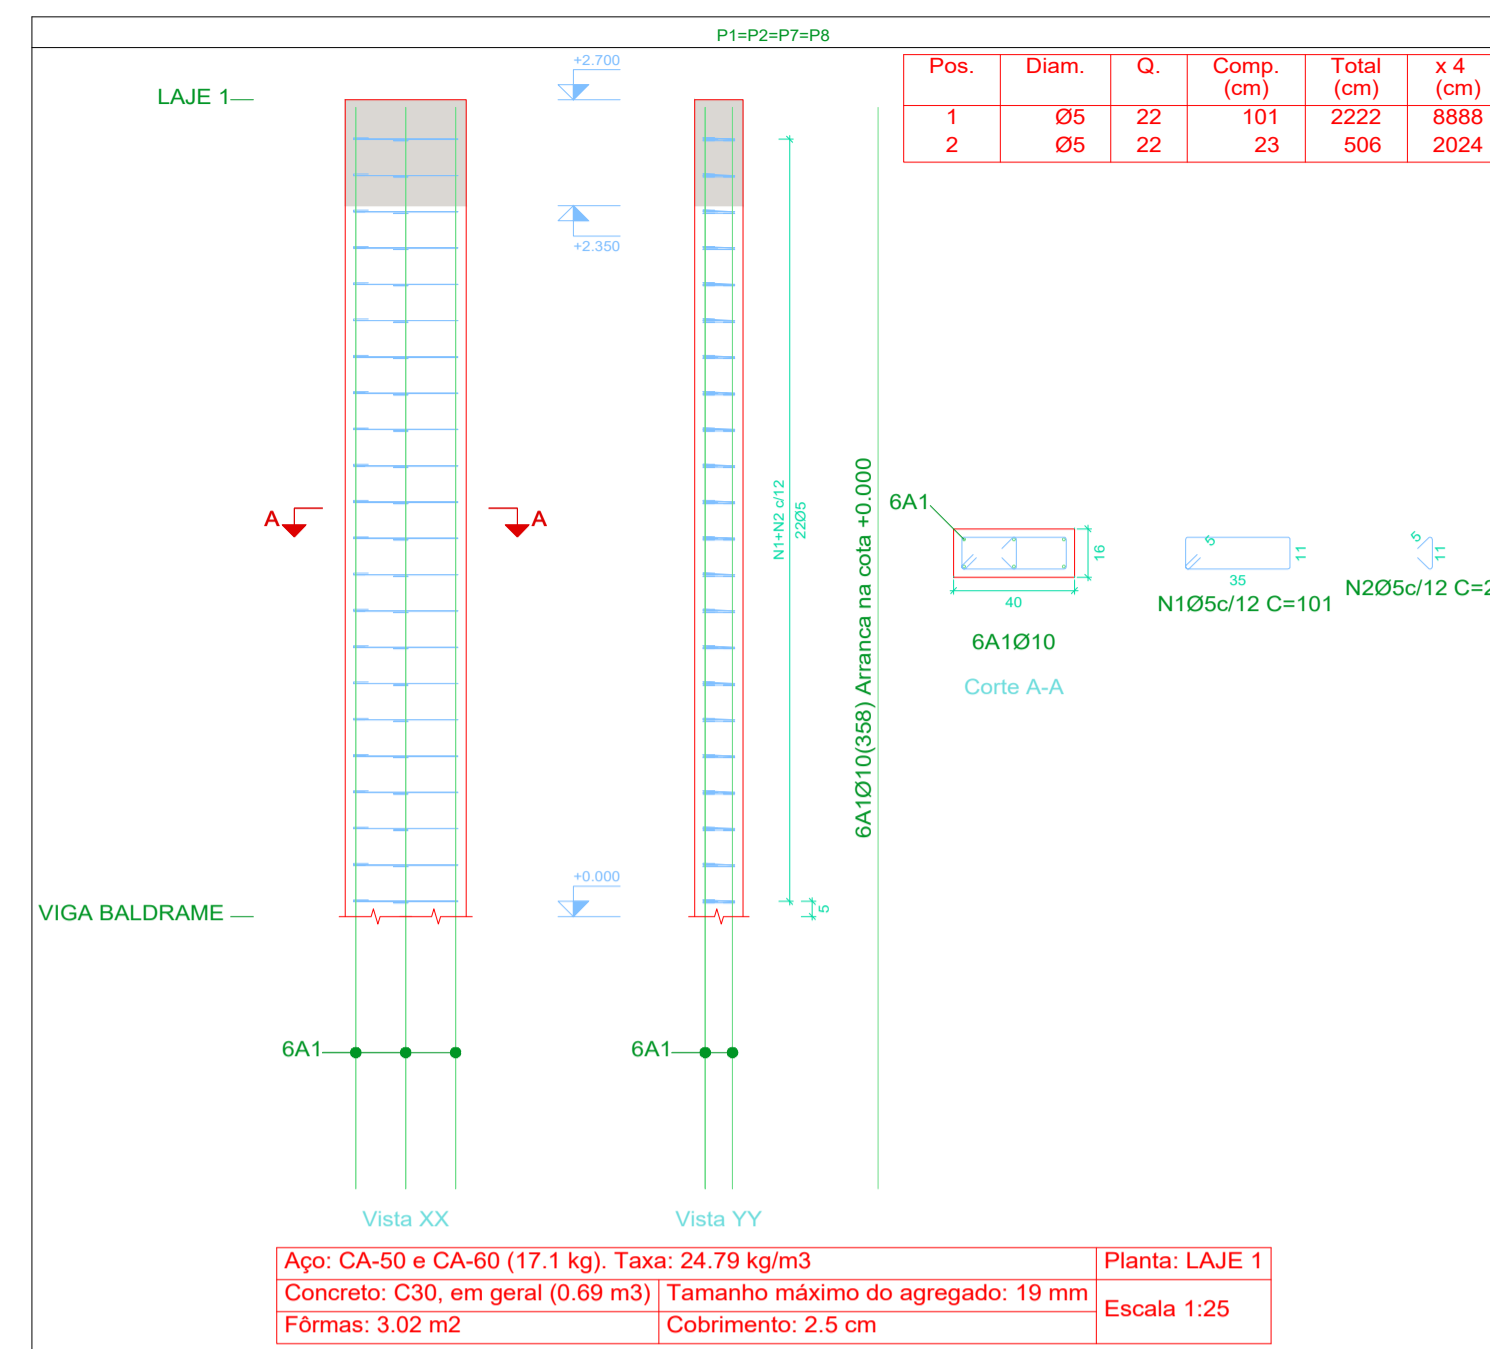 P1=P2=P7=P8
Pos. Diam. Q. Comp. (cm) Total (cm) x 4 (cm)
1 Ø5 22 101 2222 8888
2 Ø5 22 23 506 2024
+2.700
LAJE 1
+2.350
N1+N2 c/12
22Ø5
6A1Ø10(358) Arranca na cota +0.000
A A
6A1
16
40
6A1Ø10
Corte A-A
5
11
35
N1Ø5c/12 C=101
5
11
N2Ø5c/12 C=2
+0.000
VIGA BALDRAME
5
6A1
6A1
Vista XX
Vista YY
Aço: CA-50 e CA-60 (17.1 kg). Taxa: 24.79 kg/m3
Planta: LAJE 1
Concreto: C30, em geral (0.69 m3)
Tamanho máximo do agregado: 19 mm
Escala 1:25
Fôrmas: 3.02 m2
Cobrimento: 2.5 cm